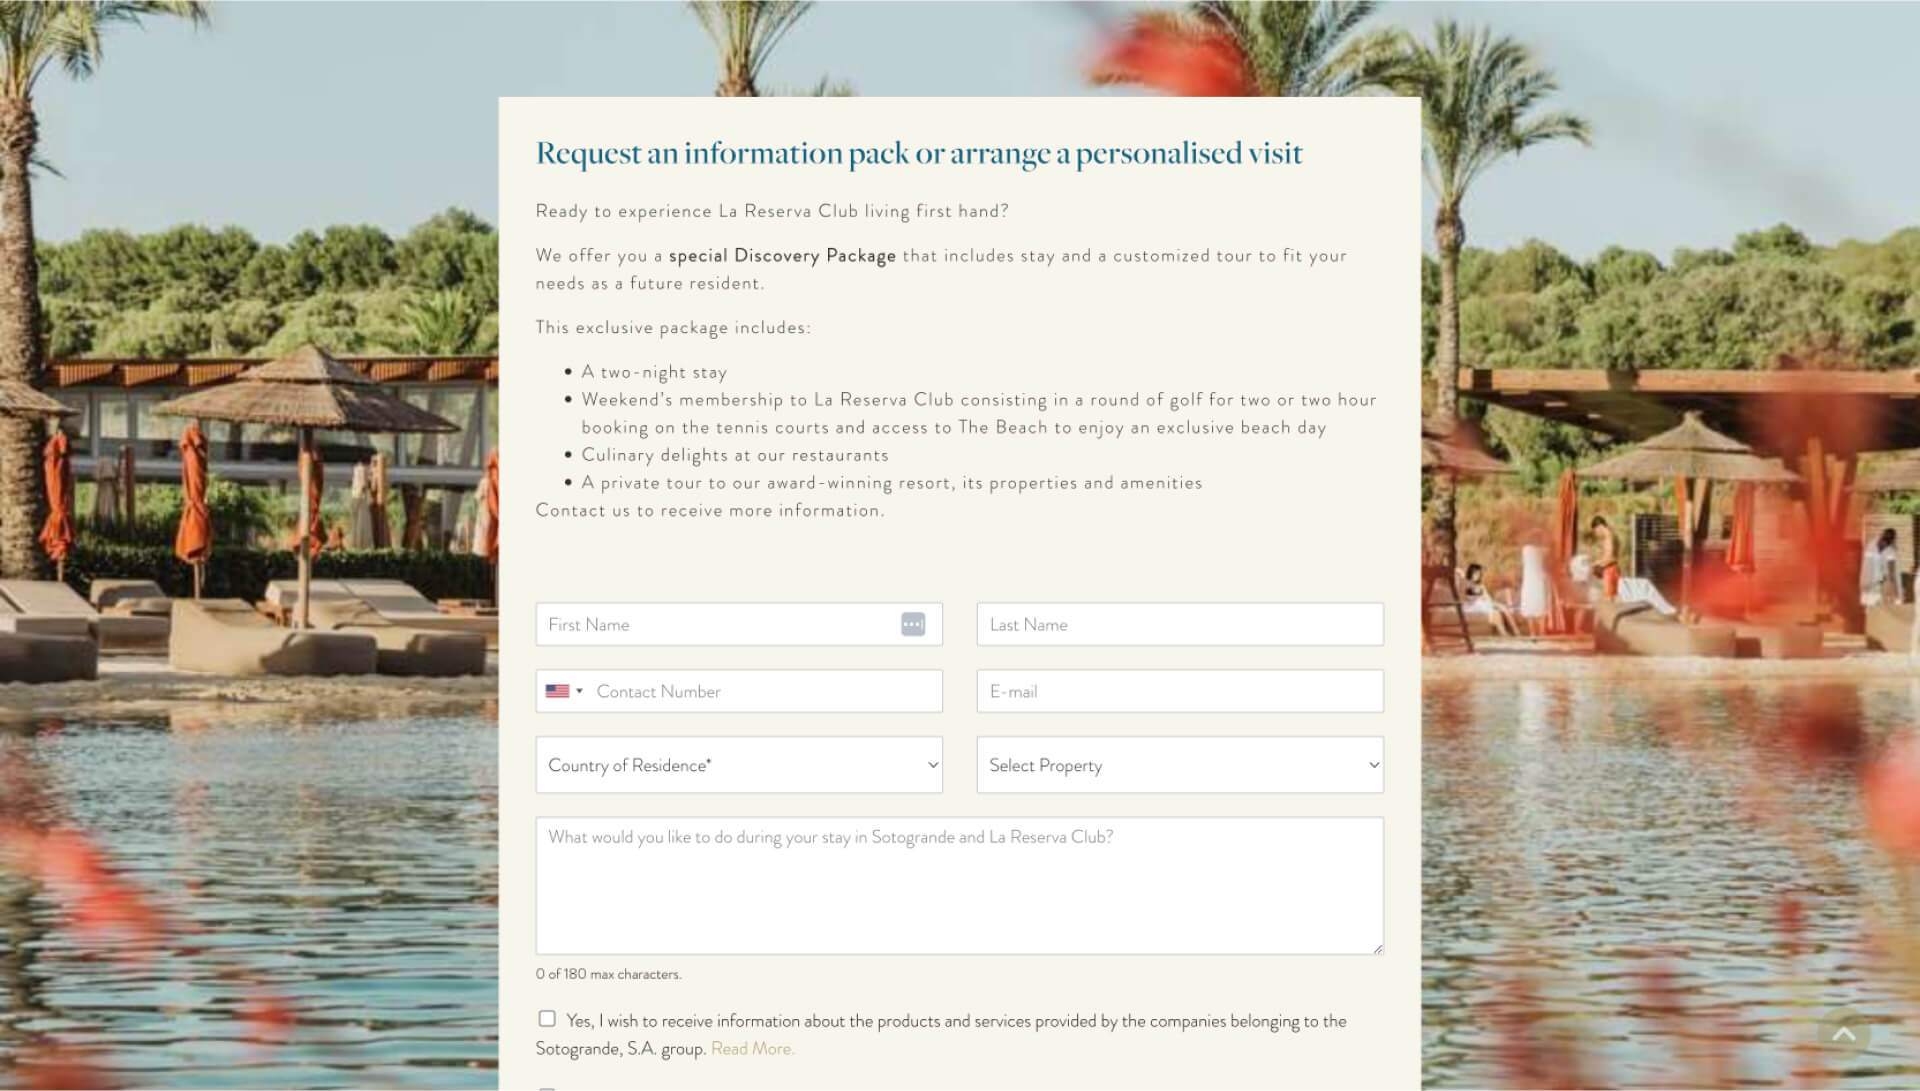 Request an information pack or arrange a personalised visit
Ready to experience La Reserva Club living first hand?
We offer you a special Discovery Package that includes stay and a customized tour to fit your
needs as a future resident.
This exclusive package includes:
A two-night stay
Weekend's membership to La Reserva Club consisting in a round of golf for two or two hour
booking on the tennis courts and access to The Beach to enjoy an exclusive beach day
Culinary delights at our restaurants
A private tour to our award-winning resort, its properties and amenities
Contact us to receive more information.
First Name
Last Name
Contact Number
E-mail
Country of Residence*
Select Property
What would you like to do during your stay in Sotogrande and La Reserva Club?
0 of 180 max characters.
Yes, I wish to receive information about the products and services provided by the companies belonging to the
Sotogrande, S.A. group. Read More.